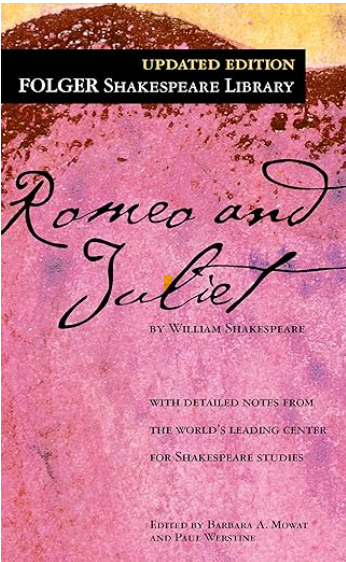 UPDATED EDITION
FOLGER SHAKESPEARE LIBRARY
Romeo and
Juliet
BY WILLIAM SHAKESPEARE
WITH DETAILED NOTES FROM
THE WORLD'S LEADING CENTER
FOR SHAKESPEARE STUDIES
EDITED BY BARBARA A. MOWAT
AND PAUL WERSTINE